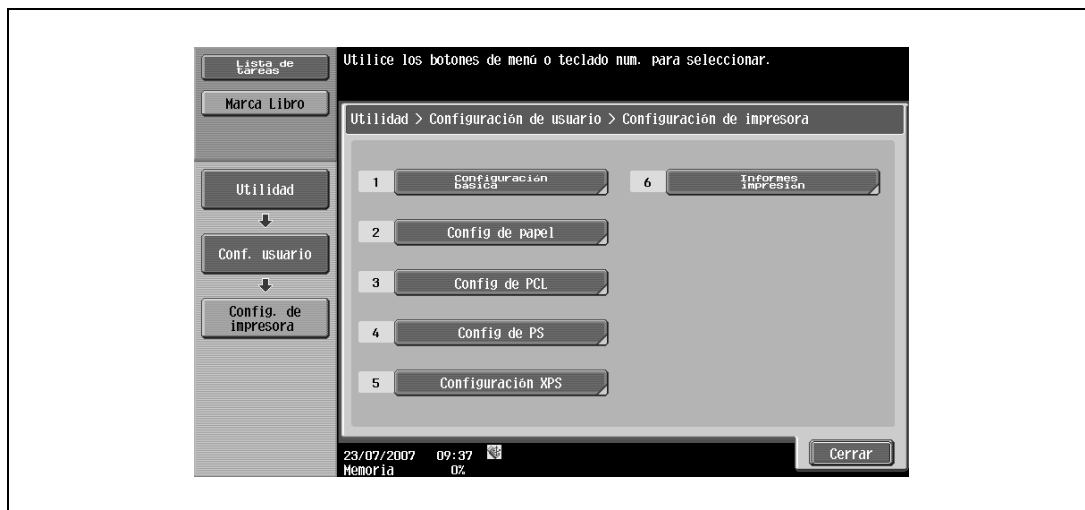 Lista de
tareas
Utilice los botones de menú o teclado num. para seleccionar.
Marca Libro
Utilidad > Configuración de usuario > Configuración de impresora
Utilidad
Conf. usuario
Config. de
impresora
1 Configuración
básica
2 Config de papel
3 Config de PCL
4 Config de PS
5 Configuración XPS
6 Informes
impresión
23/07/2007 09:37
Memoria 0%
Cerrar